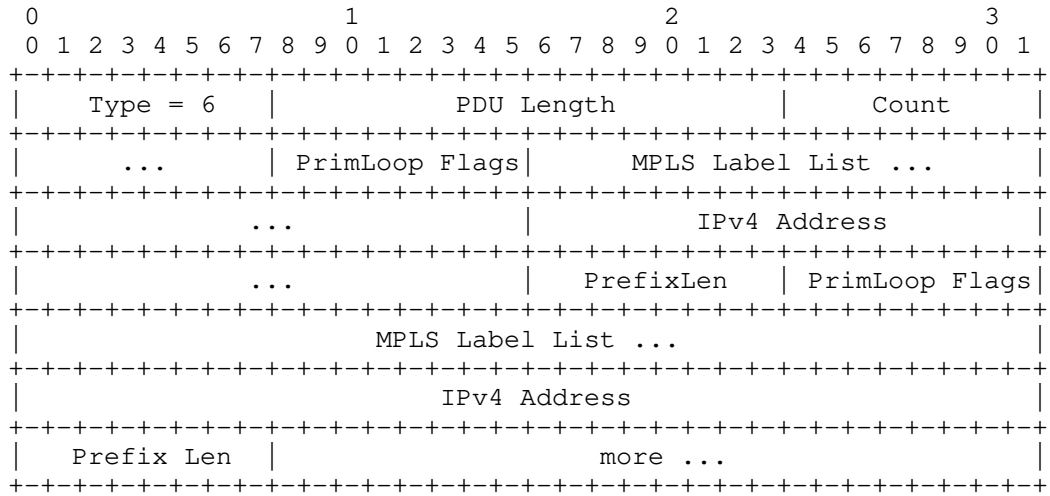 0                   1                   2                   3
 0 1 2 3 4 5 6 7 8 9 0 1 2 3 4 5 6 7 8 9 0 1 2 3 4 5 6 7 8 9 0 1
+-+-+-+-+-+-+-+-+-+-+-+-+-+-+-+-+-+-+-+-+-+-+-+-+-+-+-+-+-+-+-+-+
|    Type = 6   |           PDU Length          |     Count     |
+-+-+-+-+-+-+-+-+-+-+-+-+-+-+-+-+-+-+-+-+-+-+-+-+-+-+-+-+-+-+-+-+
|      ...      | PrimLoop Flags|      MPLS Label List ...      |
+-+-+-+-+-+-+-+-+-+-+-+-+-+-+-+-+-+-+-+-+-+-+-+-+-+-+-+-+-+-+-+-+
|              ...              |          IPv4 Address         |
+-+-+-+-+-+-+-+-+-+-+-+-+-+-+-+-+-+-+-+-+-+-+-+-+-+-+-+-+-+-+-+-+
|              ...              |   PrefixLen   | PrimLoop Flags|
+-+-+-+-+-+-+-+-+-+-+-+-+-+-+-+-+-+-+-+-+-+-+-+-+-+-+-+-+-+-+-+-+
|                      MPLS Label List ...                      |
+-+-+-+-+-+-+-+-+-+-+-+-+-+-+-+-+-+-+-+-+-+-+-+-+-+-+-+-+-+-+-+-+
|                          IPv4 Address                         |
+-+-+-+-+-+-+-+-+-+-+-+-+-+-+-+-+-+-+-+-+-+-+-+-+-+-+-+-+-+-+-+-+
|   Prefix Len  |                    more ...                   |
+-+-+-+-+-+-+-+-+-+-+-+-+-+-+-+-+-+-+-+-+-+-+-+-+-+-+-+-+-+-+-+-+